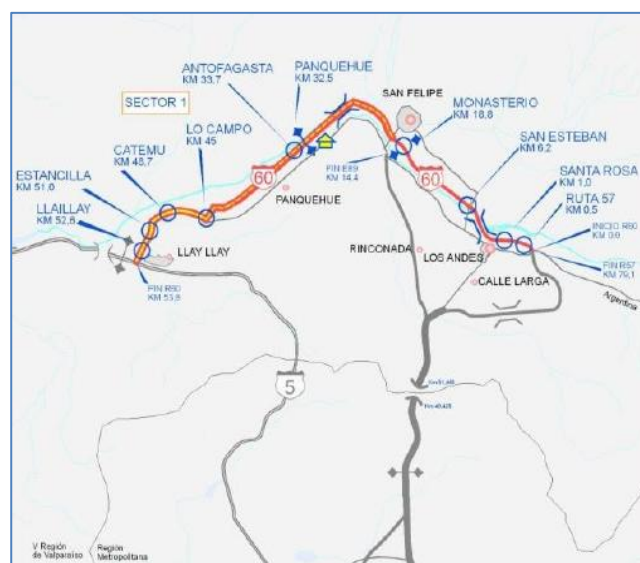 ANTOFAGASTA
KM 33,7
PANQUEHUE
KM 32,5
SECTOR 1
SAN FELIPE
MONASTERIO
KM 18,8
LO CAMPO
KM 45
CATEMU
KM 48,7
SAN ESTEBAN
KM 6,2
ESTANCILLA
KM 51,0
FIN E89
KM 14,4
SANTA ROSA
KM 1,0
60
60
PANQUEHUE
RUTA 57
KM 0,5
LLAILLAY
KM 52,8
INICIO R60
KM 0,0
LLAY LLAY
RINCONADA
LOS ANDES
FIN R57
KM 79,1
CALLE LARGA
FIN R60
Argentina
5
V Región
de Valparaíso
Región
Metropolitana